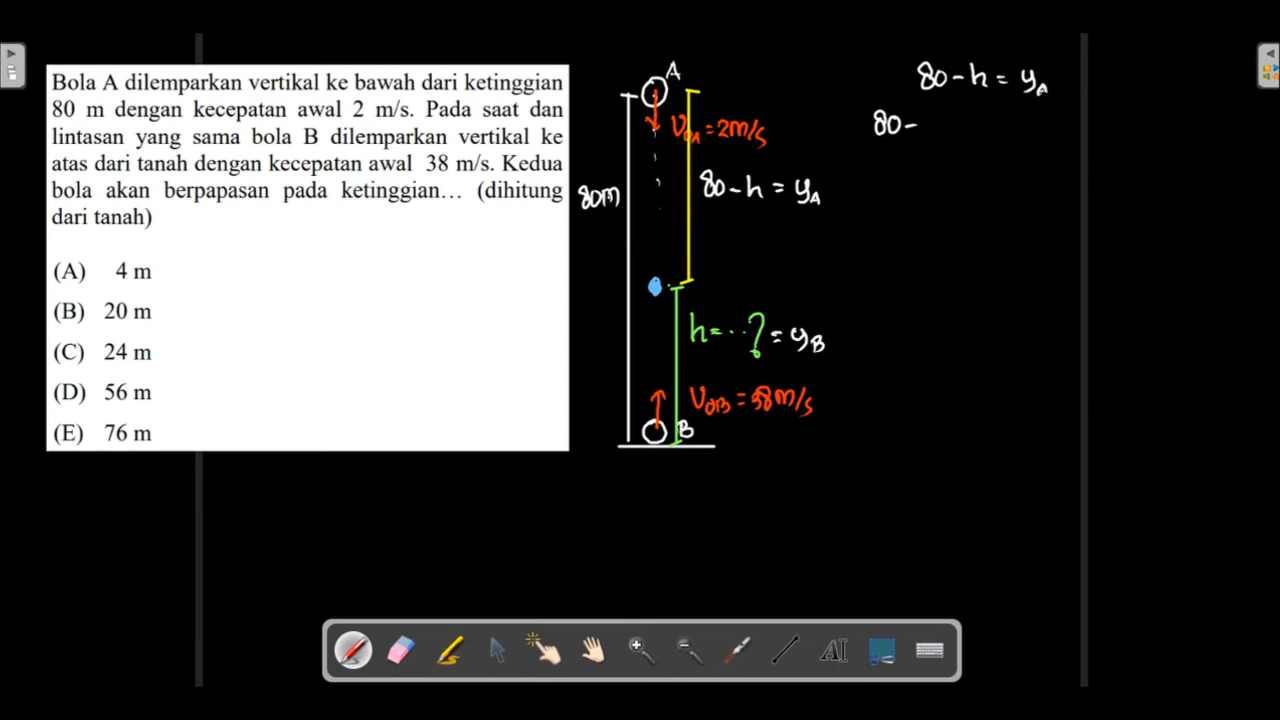 Bola A dilemparkan vertikal ke bawah dari ketinggian
80 m dengan kecepatan awal 2 m/s. Pada saat dan
lintasan yang sama bola B dilemparkan vertikal ke
atas dari tanah dengan kecepatan awal 38 m/s. Kedua
bola akan berpapasan pada ketinggian… (dihitung
dari tanah)
(A) 4 m
(B) 20 m
(C) 24 m
(D) 56 m
(E) 76 m
A
V0A = 2m/s
80m
80 - h = yA
h = ..? = yB
V0B = 38m/s
B
80 - h = yA
80 -
AI